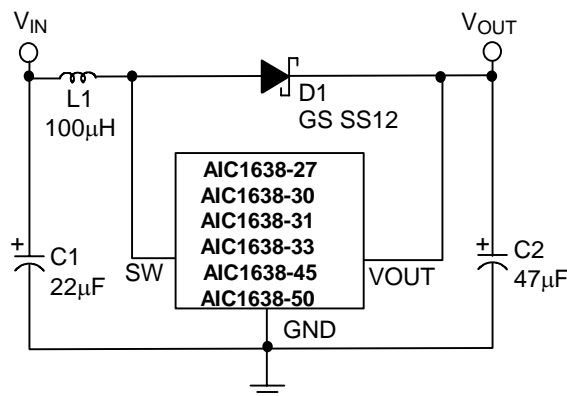 VIN
VOUT
L1
100μH
D1
GS SS12
AIC1638-27
AIC1638-30
AIC1638-31
AIC1638-33
AIC1638-45
AIC1638-50
+
C1
22μF
SW
VOUT
GND
+
C2
47μF